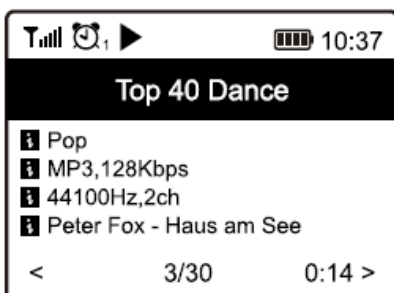 1 10:37
Top 40 Dance
i Pop
i MP3,128Kbps
i 44100Hz,2ch
i Peter Fox - Haus am See
< 3/30 0:14 >